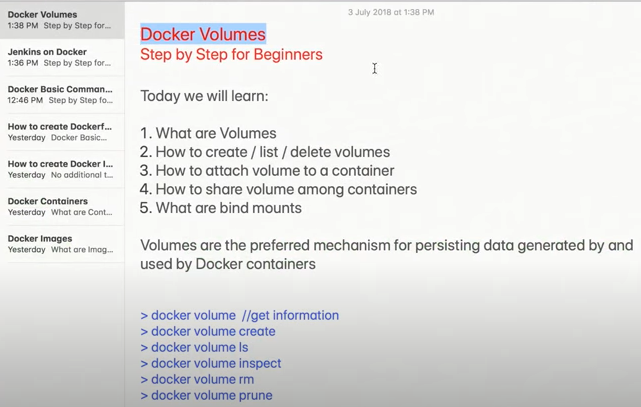 Docker Volumes
1:38 PM Step by Step for...
Jenkins on Docker
1:36 PM Step by Step for...
Docker Basic Comman...
12:46 PM Step by Step fo...
How to create Dockerf...
Yesterday Docker Basic...
How to create Docker I...
Yesterday No additional t...
Docker Containers
Yesterday What are Cont...
Docker Images
Yesterday What are Imag...
3 July 2018 at 1:38 PM
Docker Volumes
Step by Step for Beginners
Today we will learn:
1. What are Volumes
2. How to create / list / delete volumes
3. How to attach volume to a container
4. How to share volume among containers
5. What are bind mounts
Volumes are the preferred mechanism for persisting data generated by and
used by Docker containers
> docker volume //get information
> docker volume create
> docker volume ls
> docker volume inspect
> docker volume rm
> docker volume prune